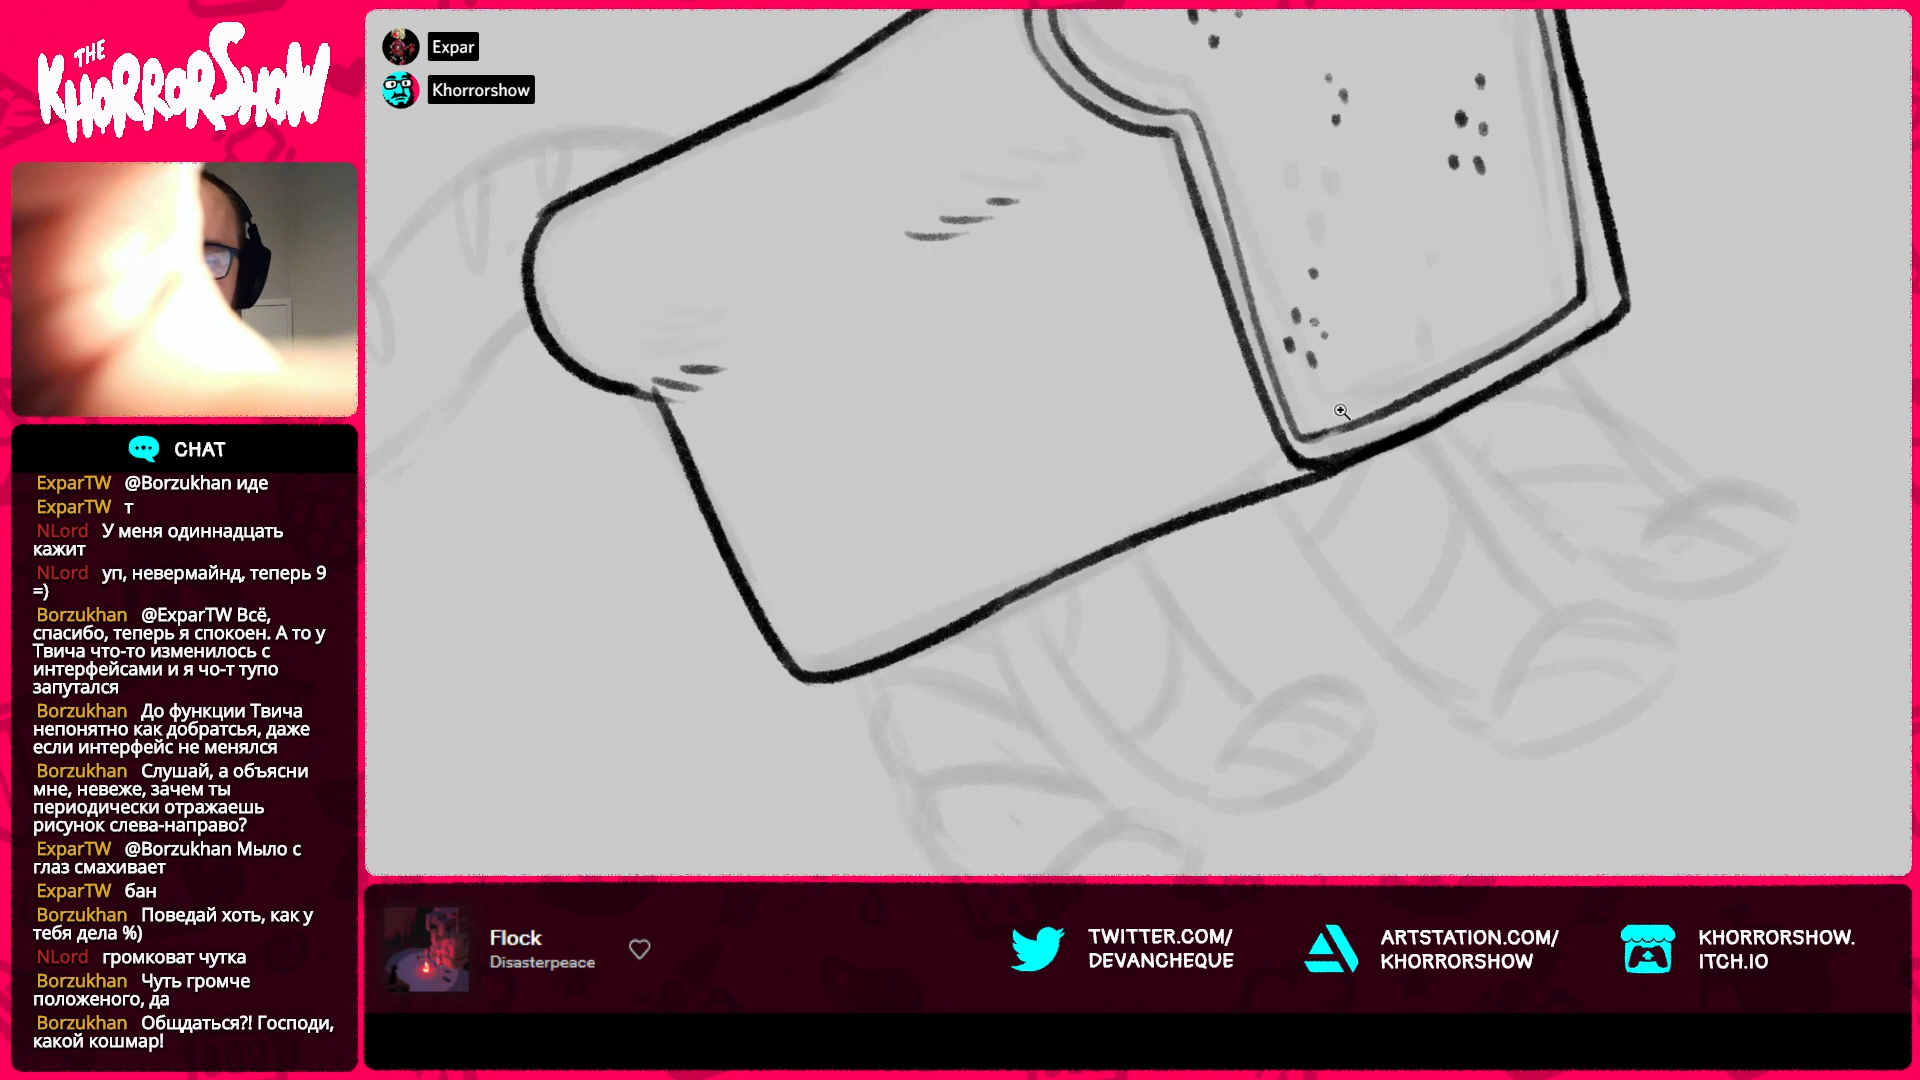 THE
KHORRORSHOW
Expar
Khorrorshow
CHAT
ExparTW @Borzukhan иде
ExparTW т
NLord У меня одиннадцать
кажит
NLord уп, невермайнд, теперь 9
=)
Borzukhan @ExparTW Всё,
спасибо, теперь я спокоен. А то у
Твича что-то изменилось с
интерфейсами и я чо-т тупо
запутался
Borzukhan До функции Твича
непонятно как добратсья, даже
если интерфейс не менялся
Borzukhan Слушай, а объясни
мне, невеже, зачем ты
периодически отражаешь
рисунок слева-направо?
ExparTW @Borzukhan Мыло с
глаз смахивает
ExparTW бан
Borzukhan Поведай хоть, как у
тебя дела %)
NLord громковат чутка
Borzukhan Чуть громче
положеного, да
Borzukhan Общдаться?! Господи,
какой кошмар!
Flock
Disasterpeace
TWITTER.COM/
DEVANCHEQUE
ARTSTATION.COM/
KHORRORSHOW
KHORRORSHOW.
ITCH.IO